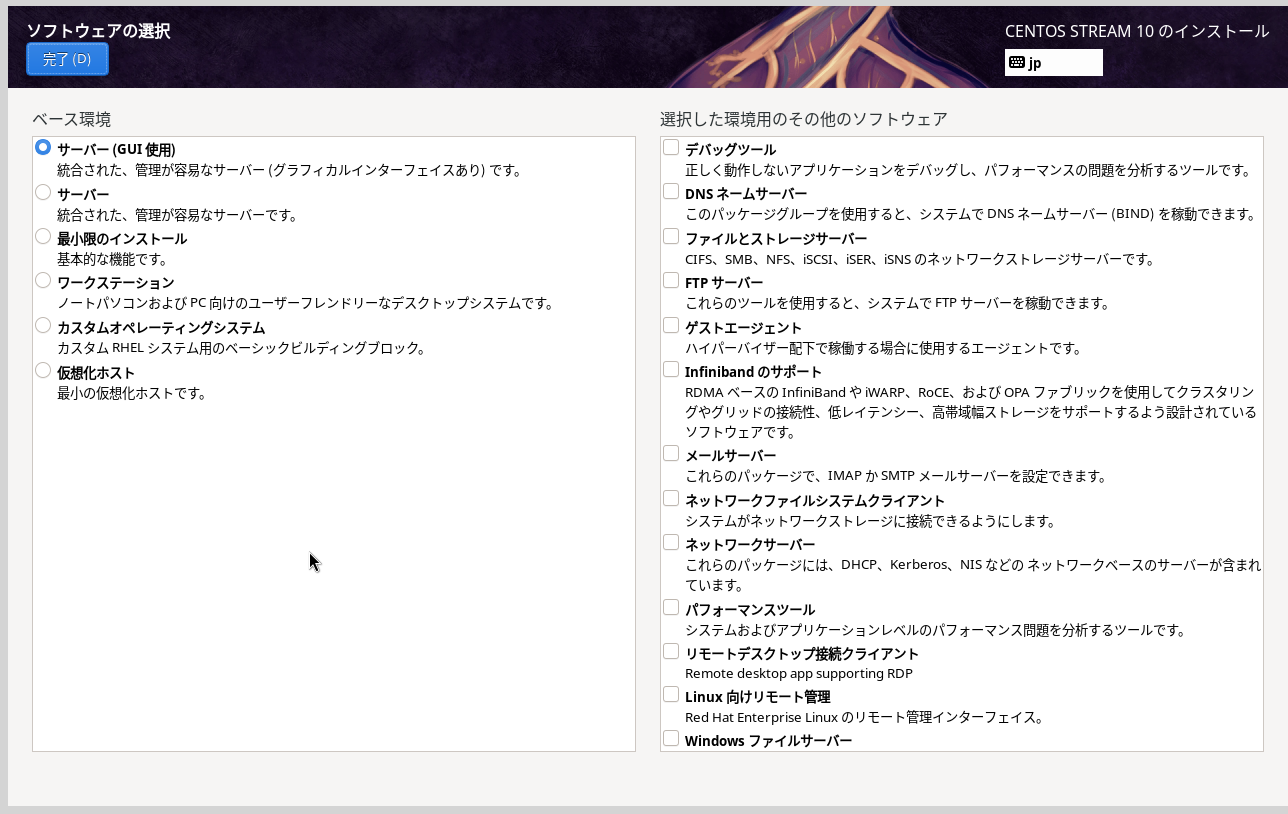 ソフトウェアの選択
完了 (D)
CENTOS STREAM 10 のインストール
jp
ベース環境
サーバー (GUI 使用)
統合された、管理が容易なサーバー (グラフィカルインターフェイスあり) です。
サーバー
統合された、管理が容易なサーバーです。
最小限のインストール
基本的な機能です。
ワークステーション
ノートパソコンおよび PC 向けのユーザーフレンドリーなデスクトップシステムです。
カスタムオペレーティングシステム
カスタム RHEL システム用のベーシックビルディングブロック。
仮想化ホスト
最小の仮想化ホストです。
選択した環境用のその他のソフトウェア
デバッグツール
正しく動作しないアプリケーションをデバッグし、パフォーマンスの問題を分析するツールです。
DNS ネームサーバー
このパッケージグループを使用すると、システムで DNS ネームサーバー (BIND) を稼動できます。
ファイルとストレージサーバー
CIFS、SMB、NFS、iSCSI、iSER、iSNS のネットワークストレージサーバーです。
FTP サーバー
これらのツールを使用すると、システムで FTP サーバーを稼動できます。
ゲストエージェント
ハイパーバイザー配下で稼働する場合に使用するエージェントです。
Infiniband のサポート
RDMA ベースの InfiniBand や iWARP、RoCE、および OPA ファブリックを使用してクラスタリン
グやグリッドの接続性、低レイテンシー、高帯域幅ストレージをサポートするよう設計されている
ソフトウェアです。
メールサーバー
これらのパッケージで、IMAP か SMTP メールサーバーを設定できます。
ネットワークファイルシステムクライアント
システムがネットワークストレージに接続できるようにします。
ネットワークサーバー
これらのパッケージには、DHCP、Kerberos、NIS などの ネットワークベースのサーバーが含まれ
ています。
パフォーマンスツール
システムおよびアプリケーションレベルのパフォーマンス問題を分析するツールです。
リモートデスクトップ接続クライアント
Remote desktop app supporting RDP
Linux 向けリモート管理
Red Hat Enterprise Linux のリモート管理インターフェイス。
Windows ファイルサーバー